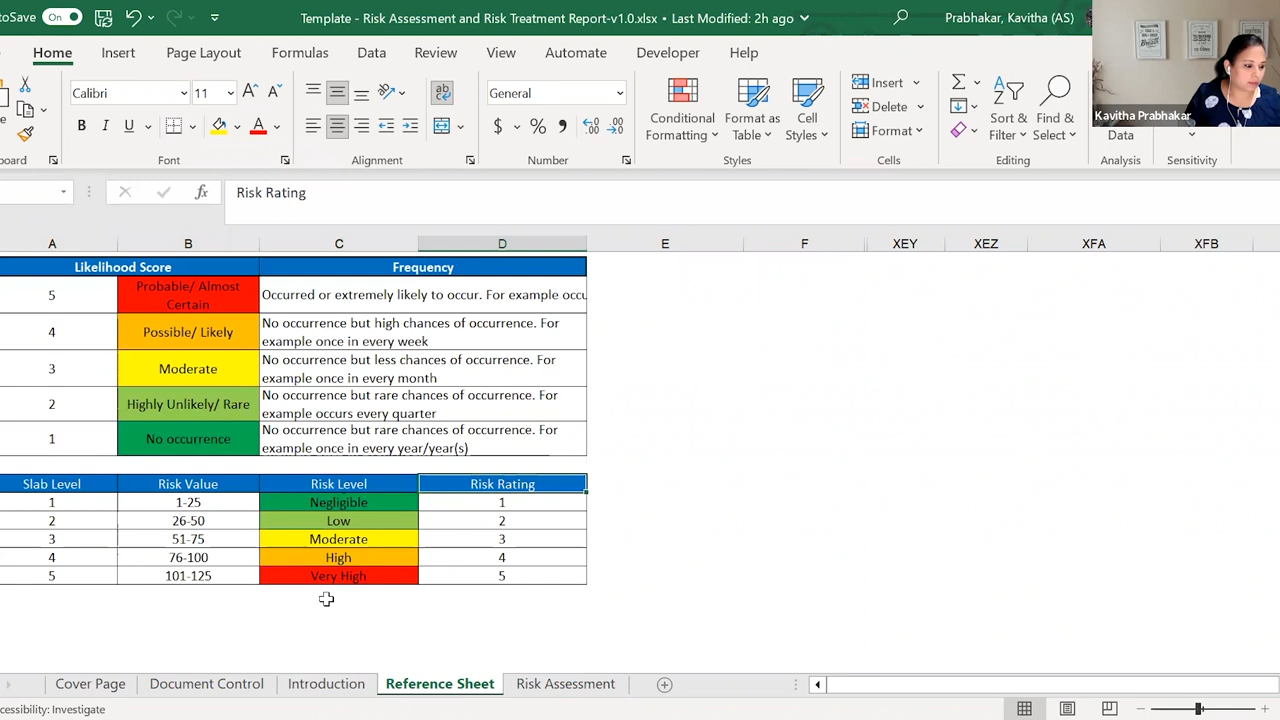 oSave On Template - Risk Assessment and Risk Treatment Report-v1.0.xlsx • Last Modified: 2h ago Prabhakar, Kavitha (AS)
Home Insert Page Layout Formulas Data Review View Automate Developer Help
Calibri 11 A A ab General Insert Σ
B I U A $ % Conditional Formatting Format as Table Cell Styles Delete Format Sort & Filter Find & Select Data
Kavitha Prabhakar
board Font Alignment Number Styles Cells Editing Analysis Sensitivity
fx Risk Rating
A B C D E F XEY XEZ XFA XFB
Likelihood Score Frequency
5 Probable/ Almost Certain Occurred or extremely likely to occur. For example occu
4 Possible/ Likely No occurrence but high chances of occurrence. For
example once in every week
3 Moderate No occurrence but less chances of occurrence. For
example once in every month
2 Highly Unlikely/ Rare No occurrence but rare chances of occurrence. For
example occurs every quarter
1 No occurrence No occurrence but rare chances of occurrence. For
example once in every year/year(s)
Slab Level Risk Value Risk Level Risk Rating
1 1-25 Negligible 1
2 26-50 Low 2
3 51-75 Moderate 3
4 76-100 High 4
5 101-125 Very High 5
Cover Page Document Control Introduction Reference Sheet Risk Assessment
ccessibility: Investigate